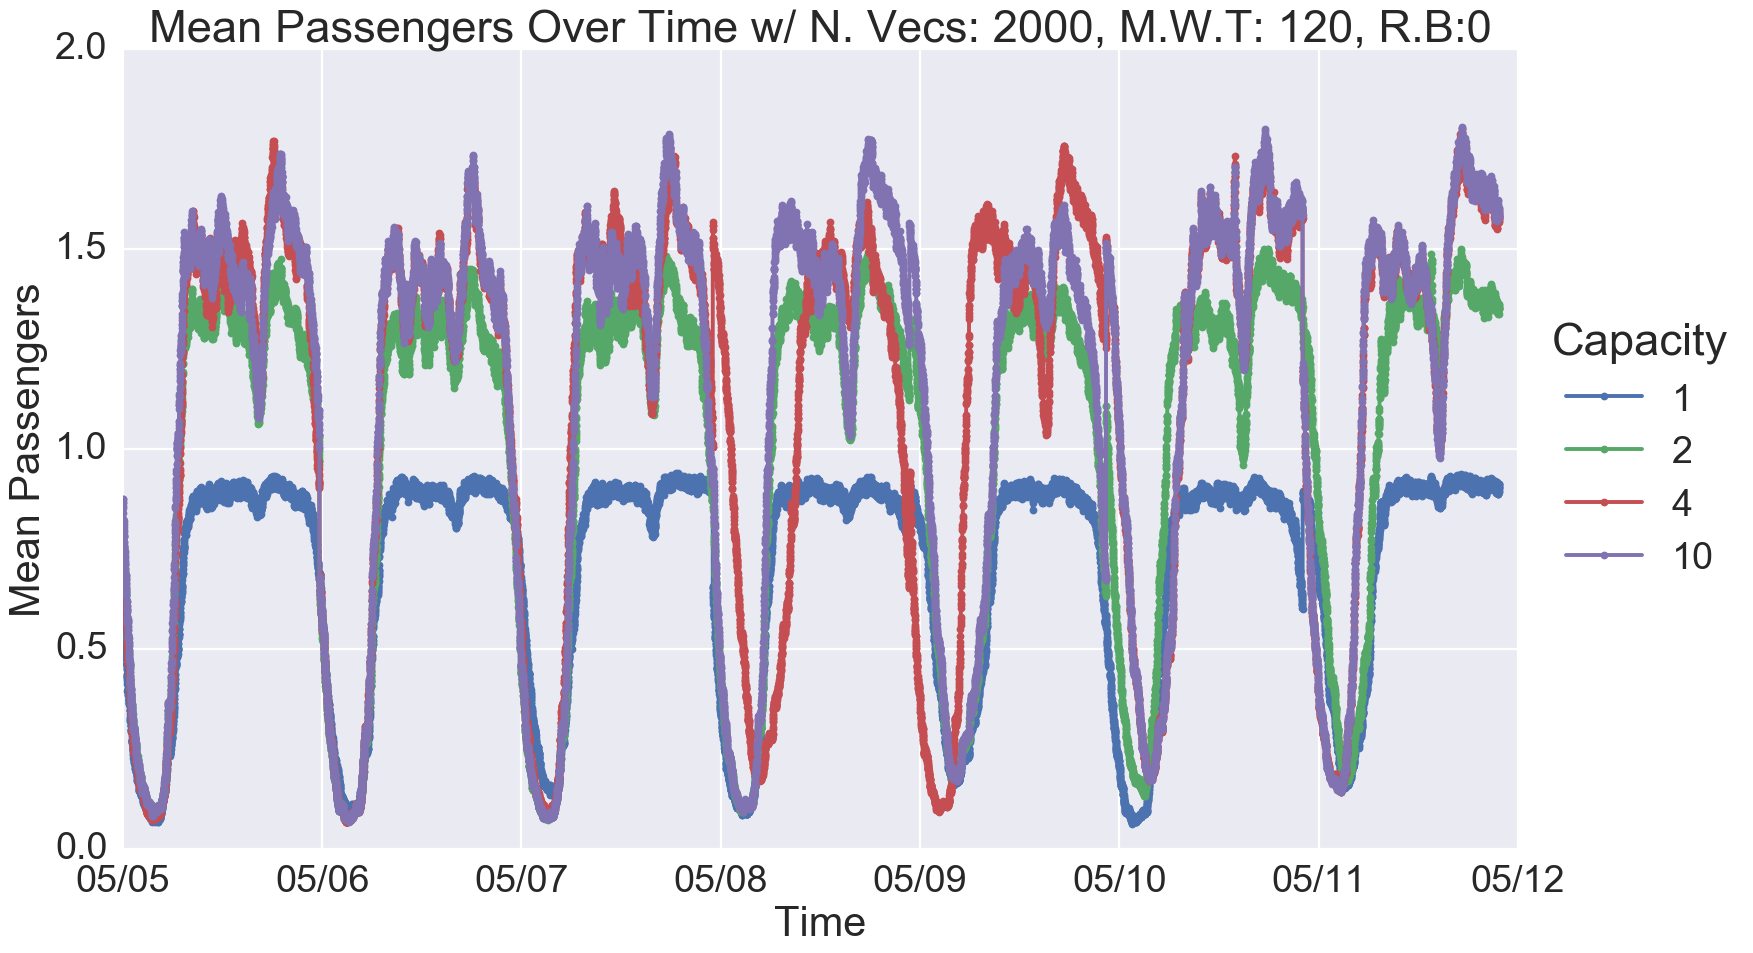 Mean Passengers Over Time w/ N. Vecs: 2000, M.W.T: 120, R.B:0
Mean Passengers
2.0
1.5
1.0
0.5
0.0
05/05 05/06 05/07 05/08 05/09 05/10 05/11 05/12
Time
Capacity
1
2
4
10